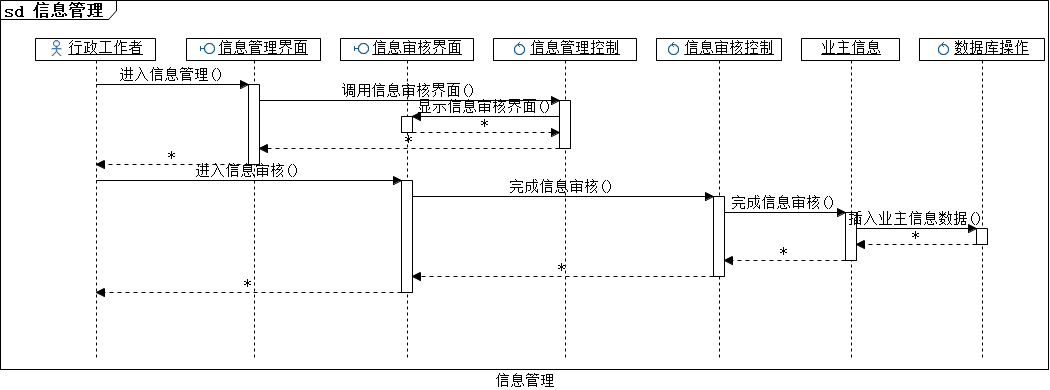 sd 信息管理
行政工作者
信息管理界面
信息审核界面
信息管理控制
信息审核控制
业主信息
数据库操作
进入信息管理()
调用信息审核界面()
显示信息审核界面()
*
*
*
进入信息审核()
完成信息审核()
完成信息审核()
插入业主信息数据()
*
*
*
*
信息管理